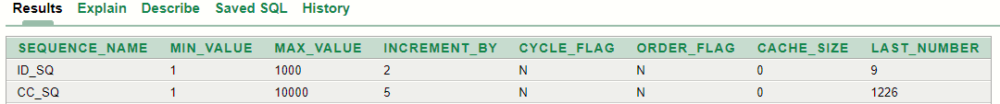 Results Explain Describe Saved SQL History
SEQUENCE_NAME MIN_VALUE MAX_VALUE INCREMENT_BY CYCLE_FLAG ORDER_FLAG CACHE_SIZE LAST_NUMBER
ID_SQ 1 1000 2 N N 0 9
CC_SQ 1 10000 5 N N 0 1226